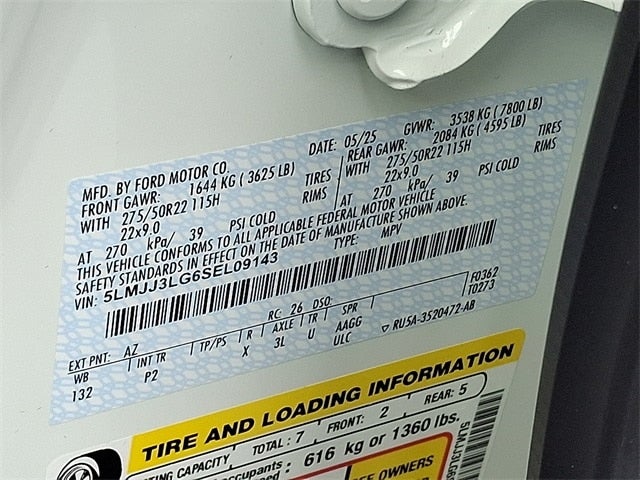 MFD. BY FORD MOTOR CO. DATE: 05/25 GVWR: 3538 KG ( 7800 LB)
FRONT GAWR: 1644 KG ( 3625 LB) REAR GAWR: 2084 KG ( 4595 LB)
WITH 275/50R22 115H TIRES WITH 275/50R22 115H TIRES
22x9.0 RIMS 22x9.0 RIMS
AT 270 kPa/ 39 PSI COLD AT 270 kPa/ 39 PSI COLD
THIS VEHICLE CONFORMS TO ALL APPLICABLE FEDERAL MOTOR VEHICLE
SAFETY STANDARDS IN EFFECT ON THE DATE OF MANUFACTURE SHOWN ABOVE.
VIN: 5LMJJ3LG6SEL09143 TYPE: MPV
F0362
T0273
EXT PNT: AZ RC: 26 DSO:
WB INT TR TP/PS R AXLE TR SPR
132 P2 X 3L U AAGG
ULC
▽ RU5A-3520472-AB
TIRE AND LOADING INFORMATION
CAPACITY TOTAL : 7 FRONT: 2 REAR: 5
occupants : 616 kg or 1360 lbs.
OWNERS